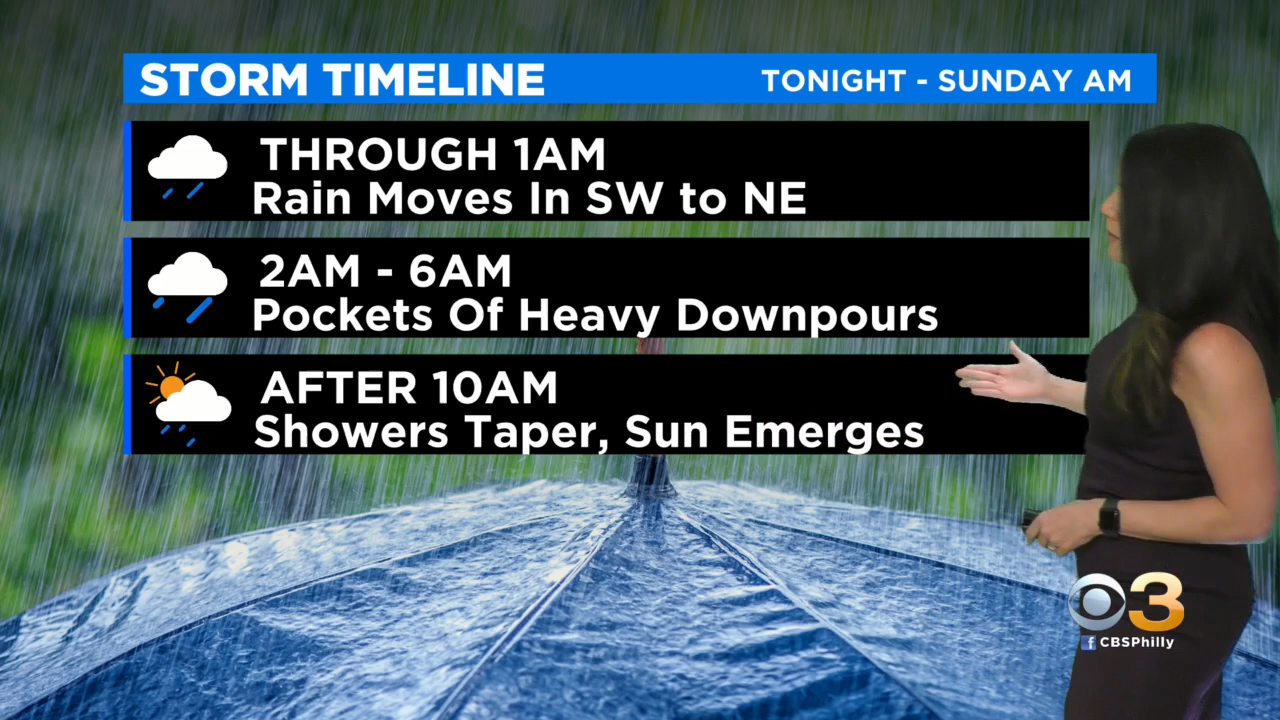 STORM TIMELINE
TONIGHT - SUNDAY AM
THROUGH 1AM
Rain Moves In SW to NE
2AM - 6AM
Pockets Of Heavy Downpours
AFTER 10AM
Showers Taper, Sun Emerges
3
f CBSPhilly